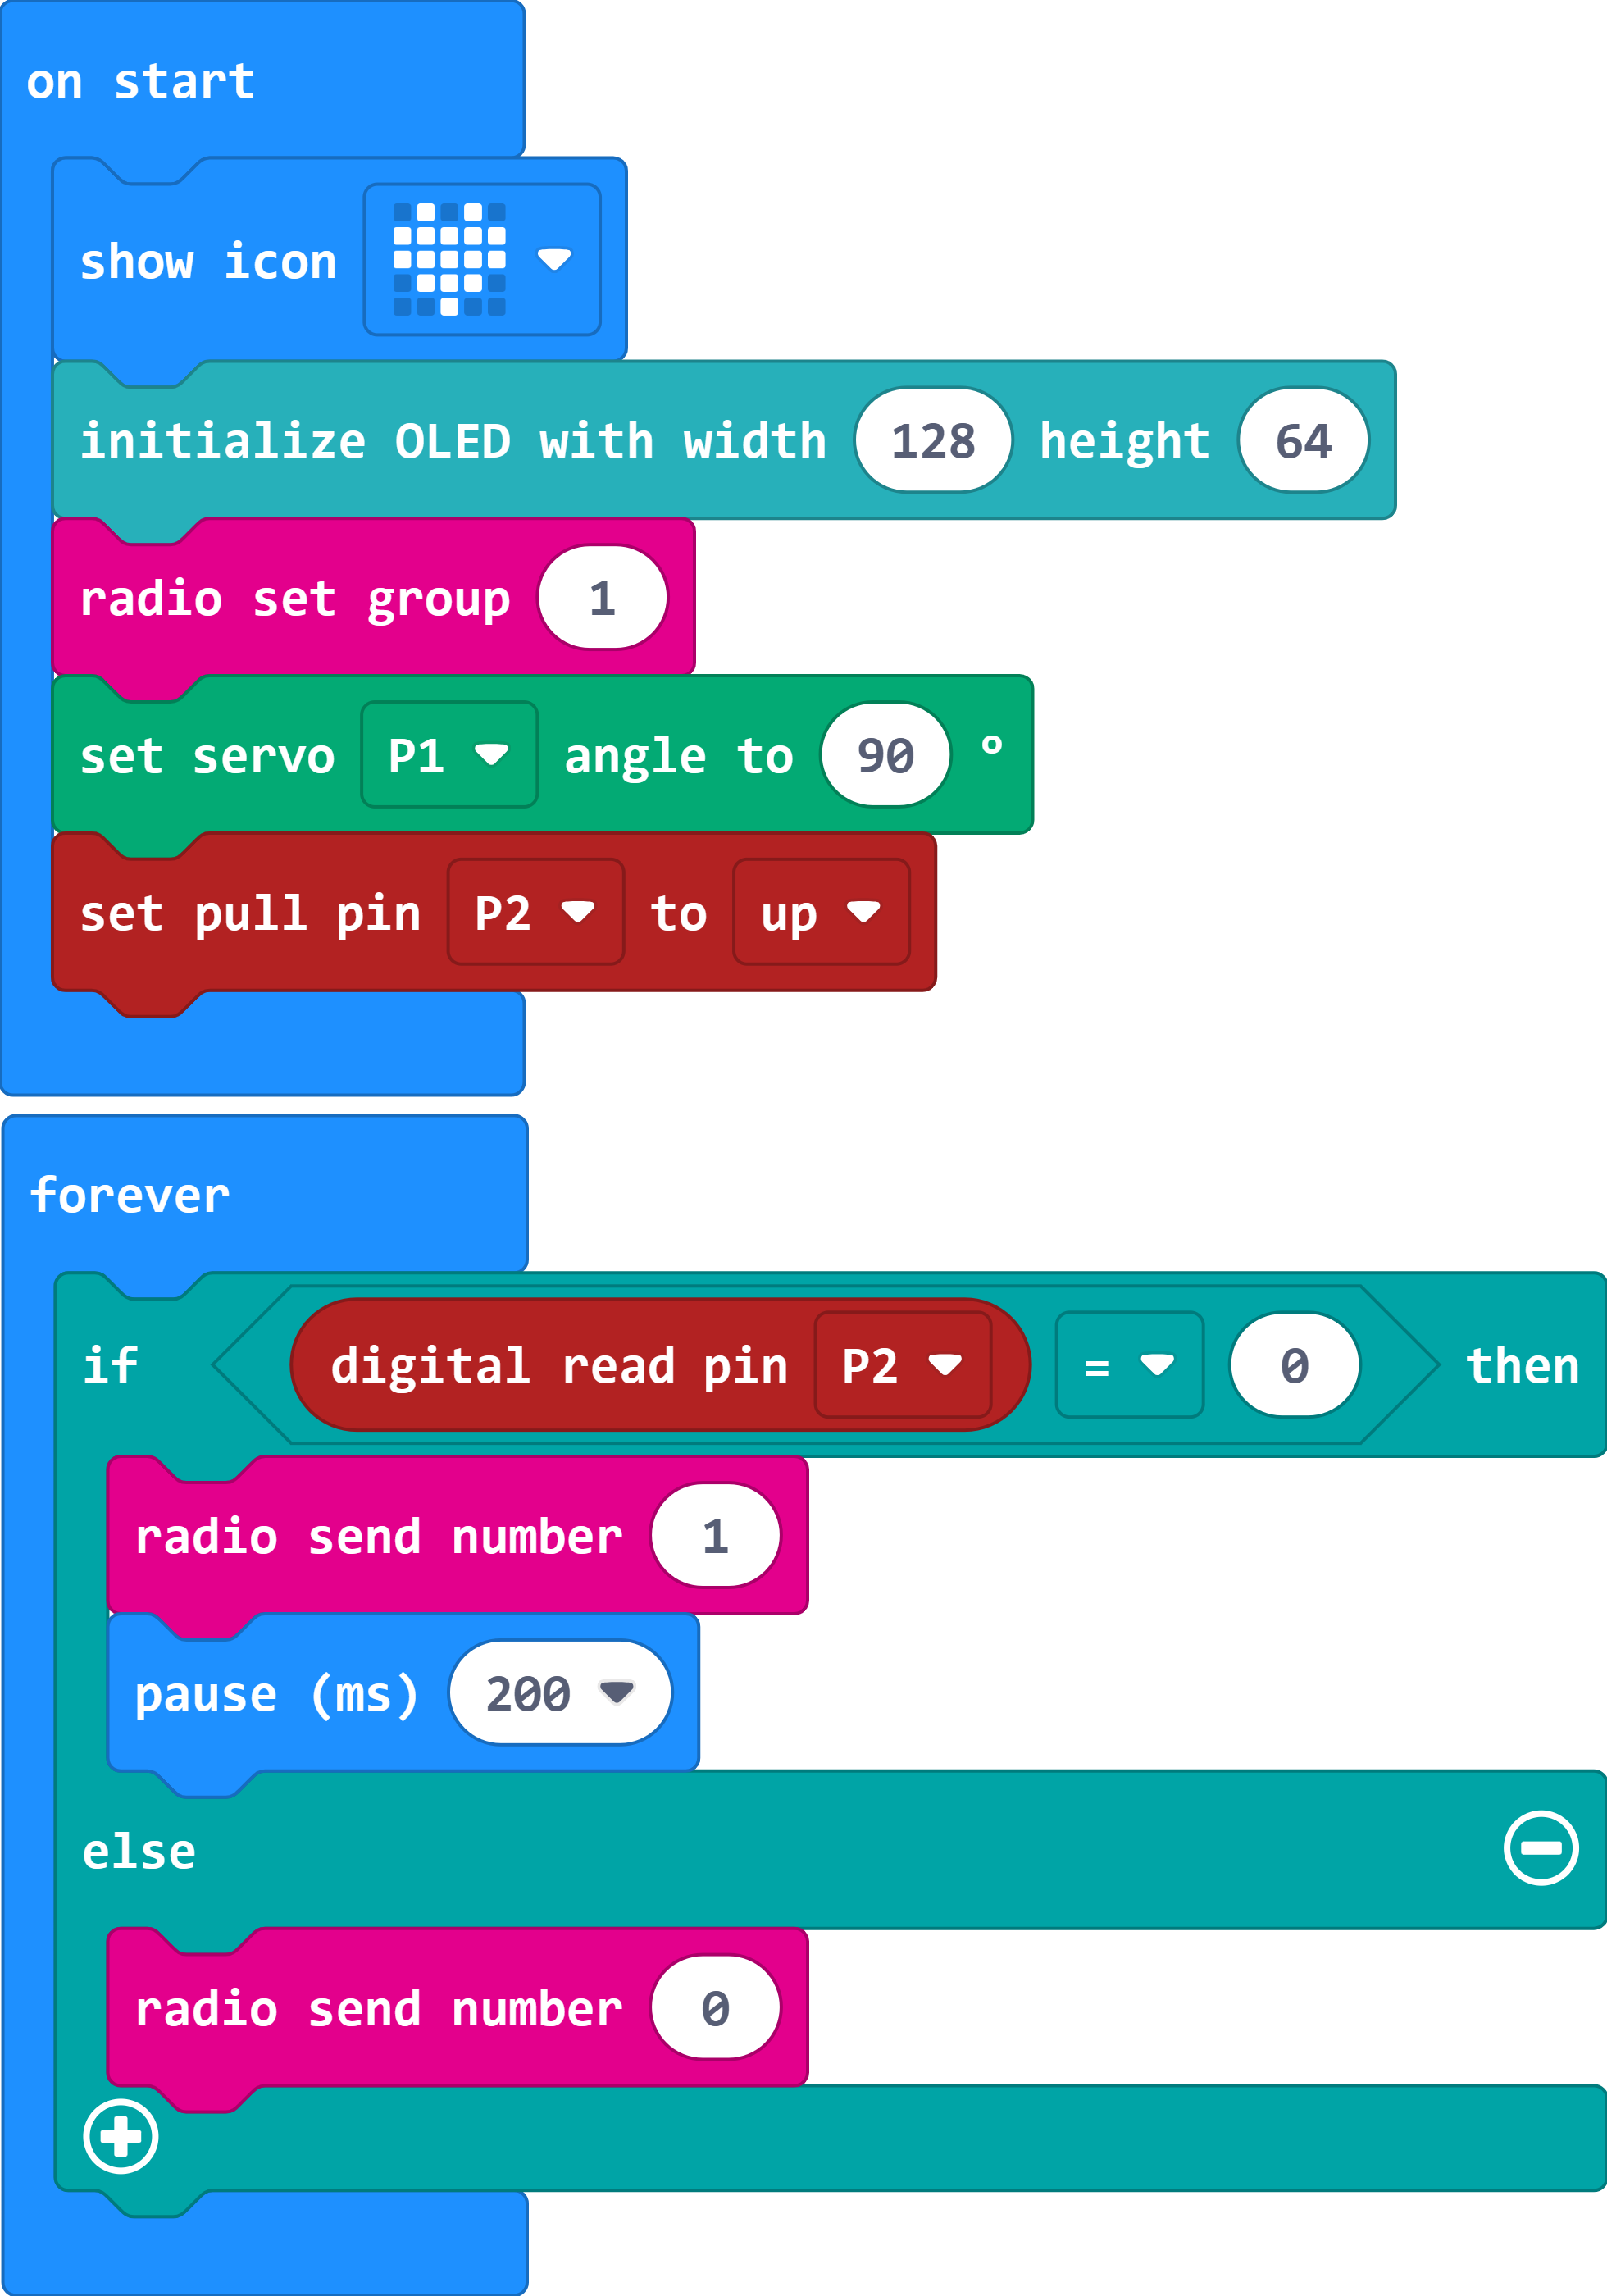 on start
show icon
initialize OLED with width 128 height 64
radio set group 1
set servo P1 angle to 90 °
set pull pin P2 to up
forever
if digital read pin P2 = 0 then
radio send number 1
pause (ms) 200
else
radio send number 0